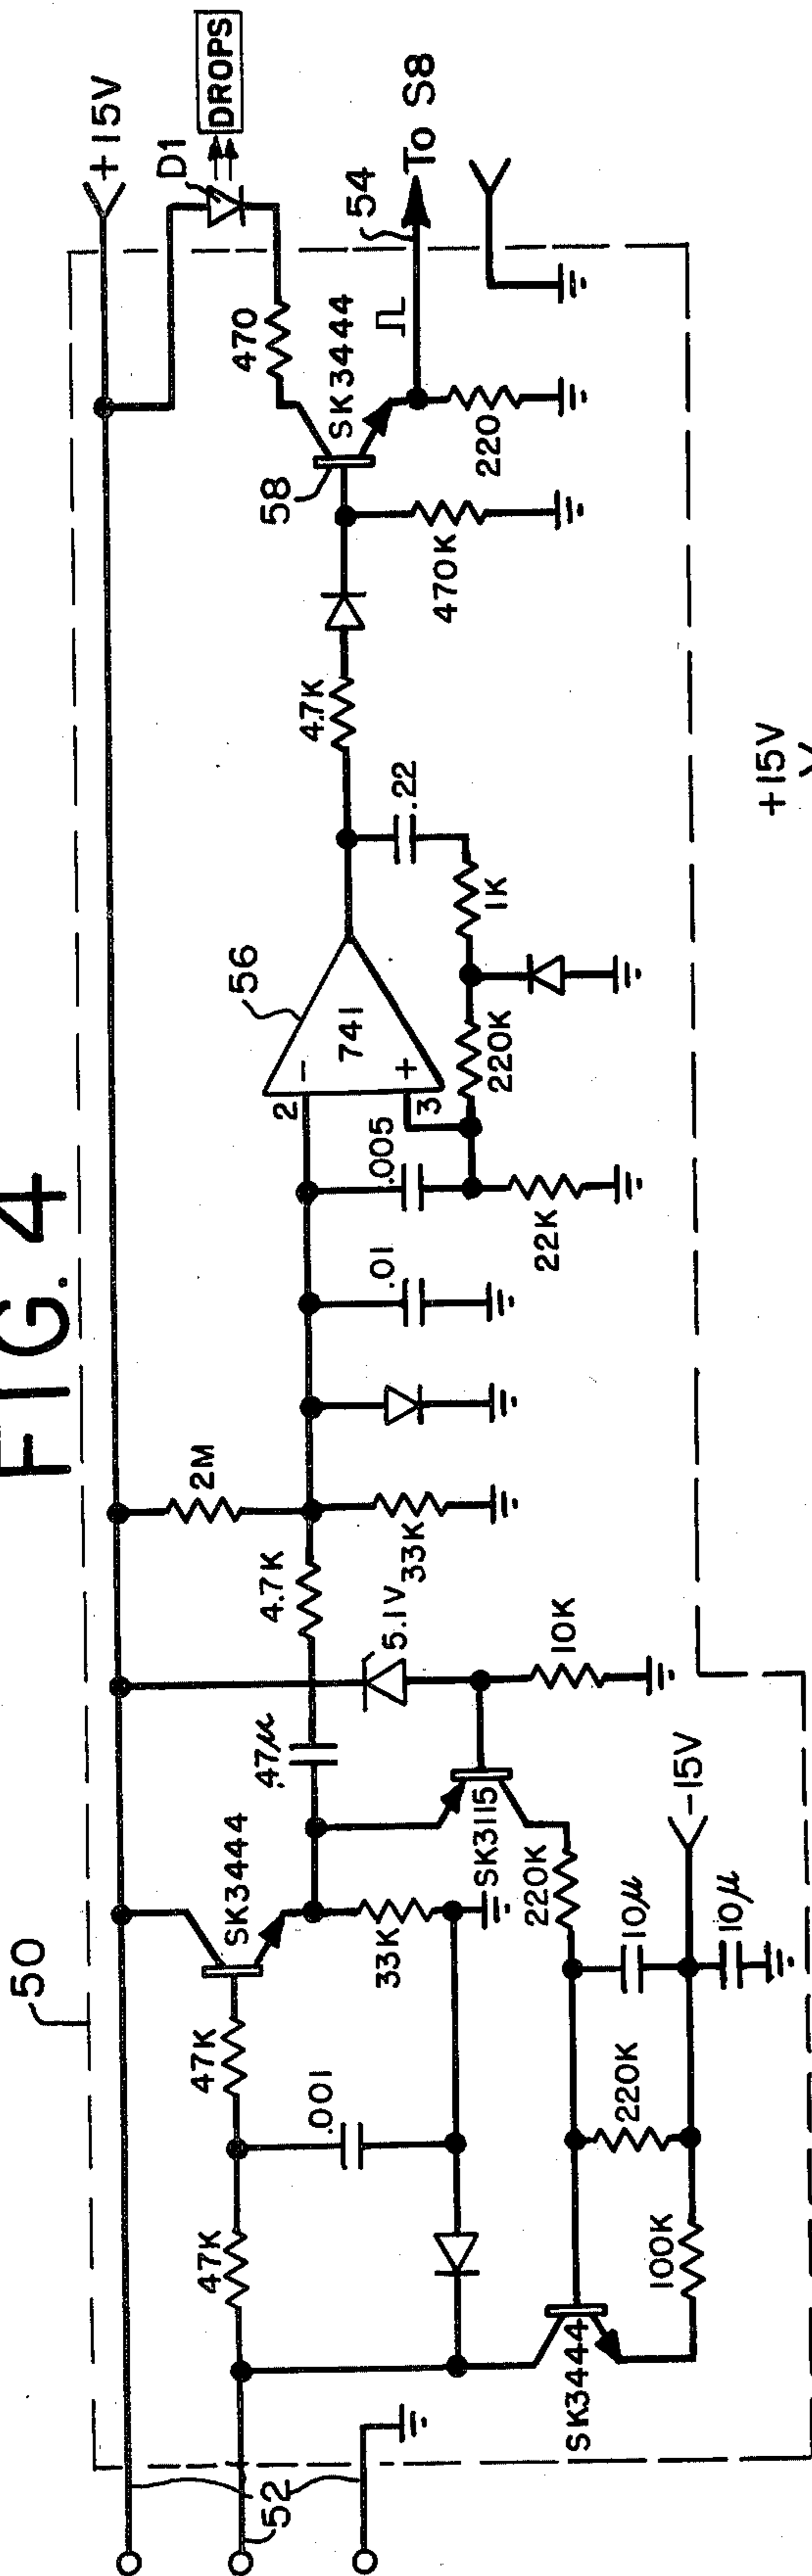 FIG. 4
50
+15V
D1
DROPS
52
47K
47K
.001
SK3444
33K
.47µ
4.7K
2M
33K
5.1V
10K
SK3115
220K
10µ
10µ
-15V
220K
100K
SK3444
.01
.005
22K
2
3
-
+
741
56
220K
1K
.22
4.7K
470K
58
SK3444
470
220
54
To S8
+15V